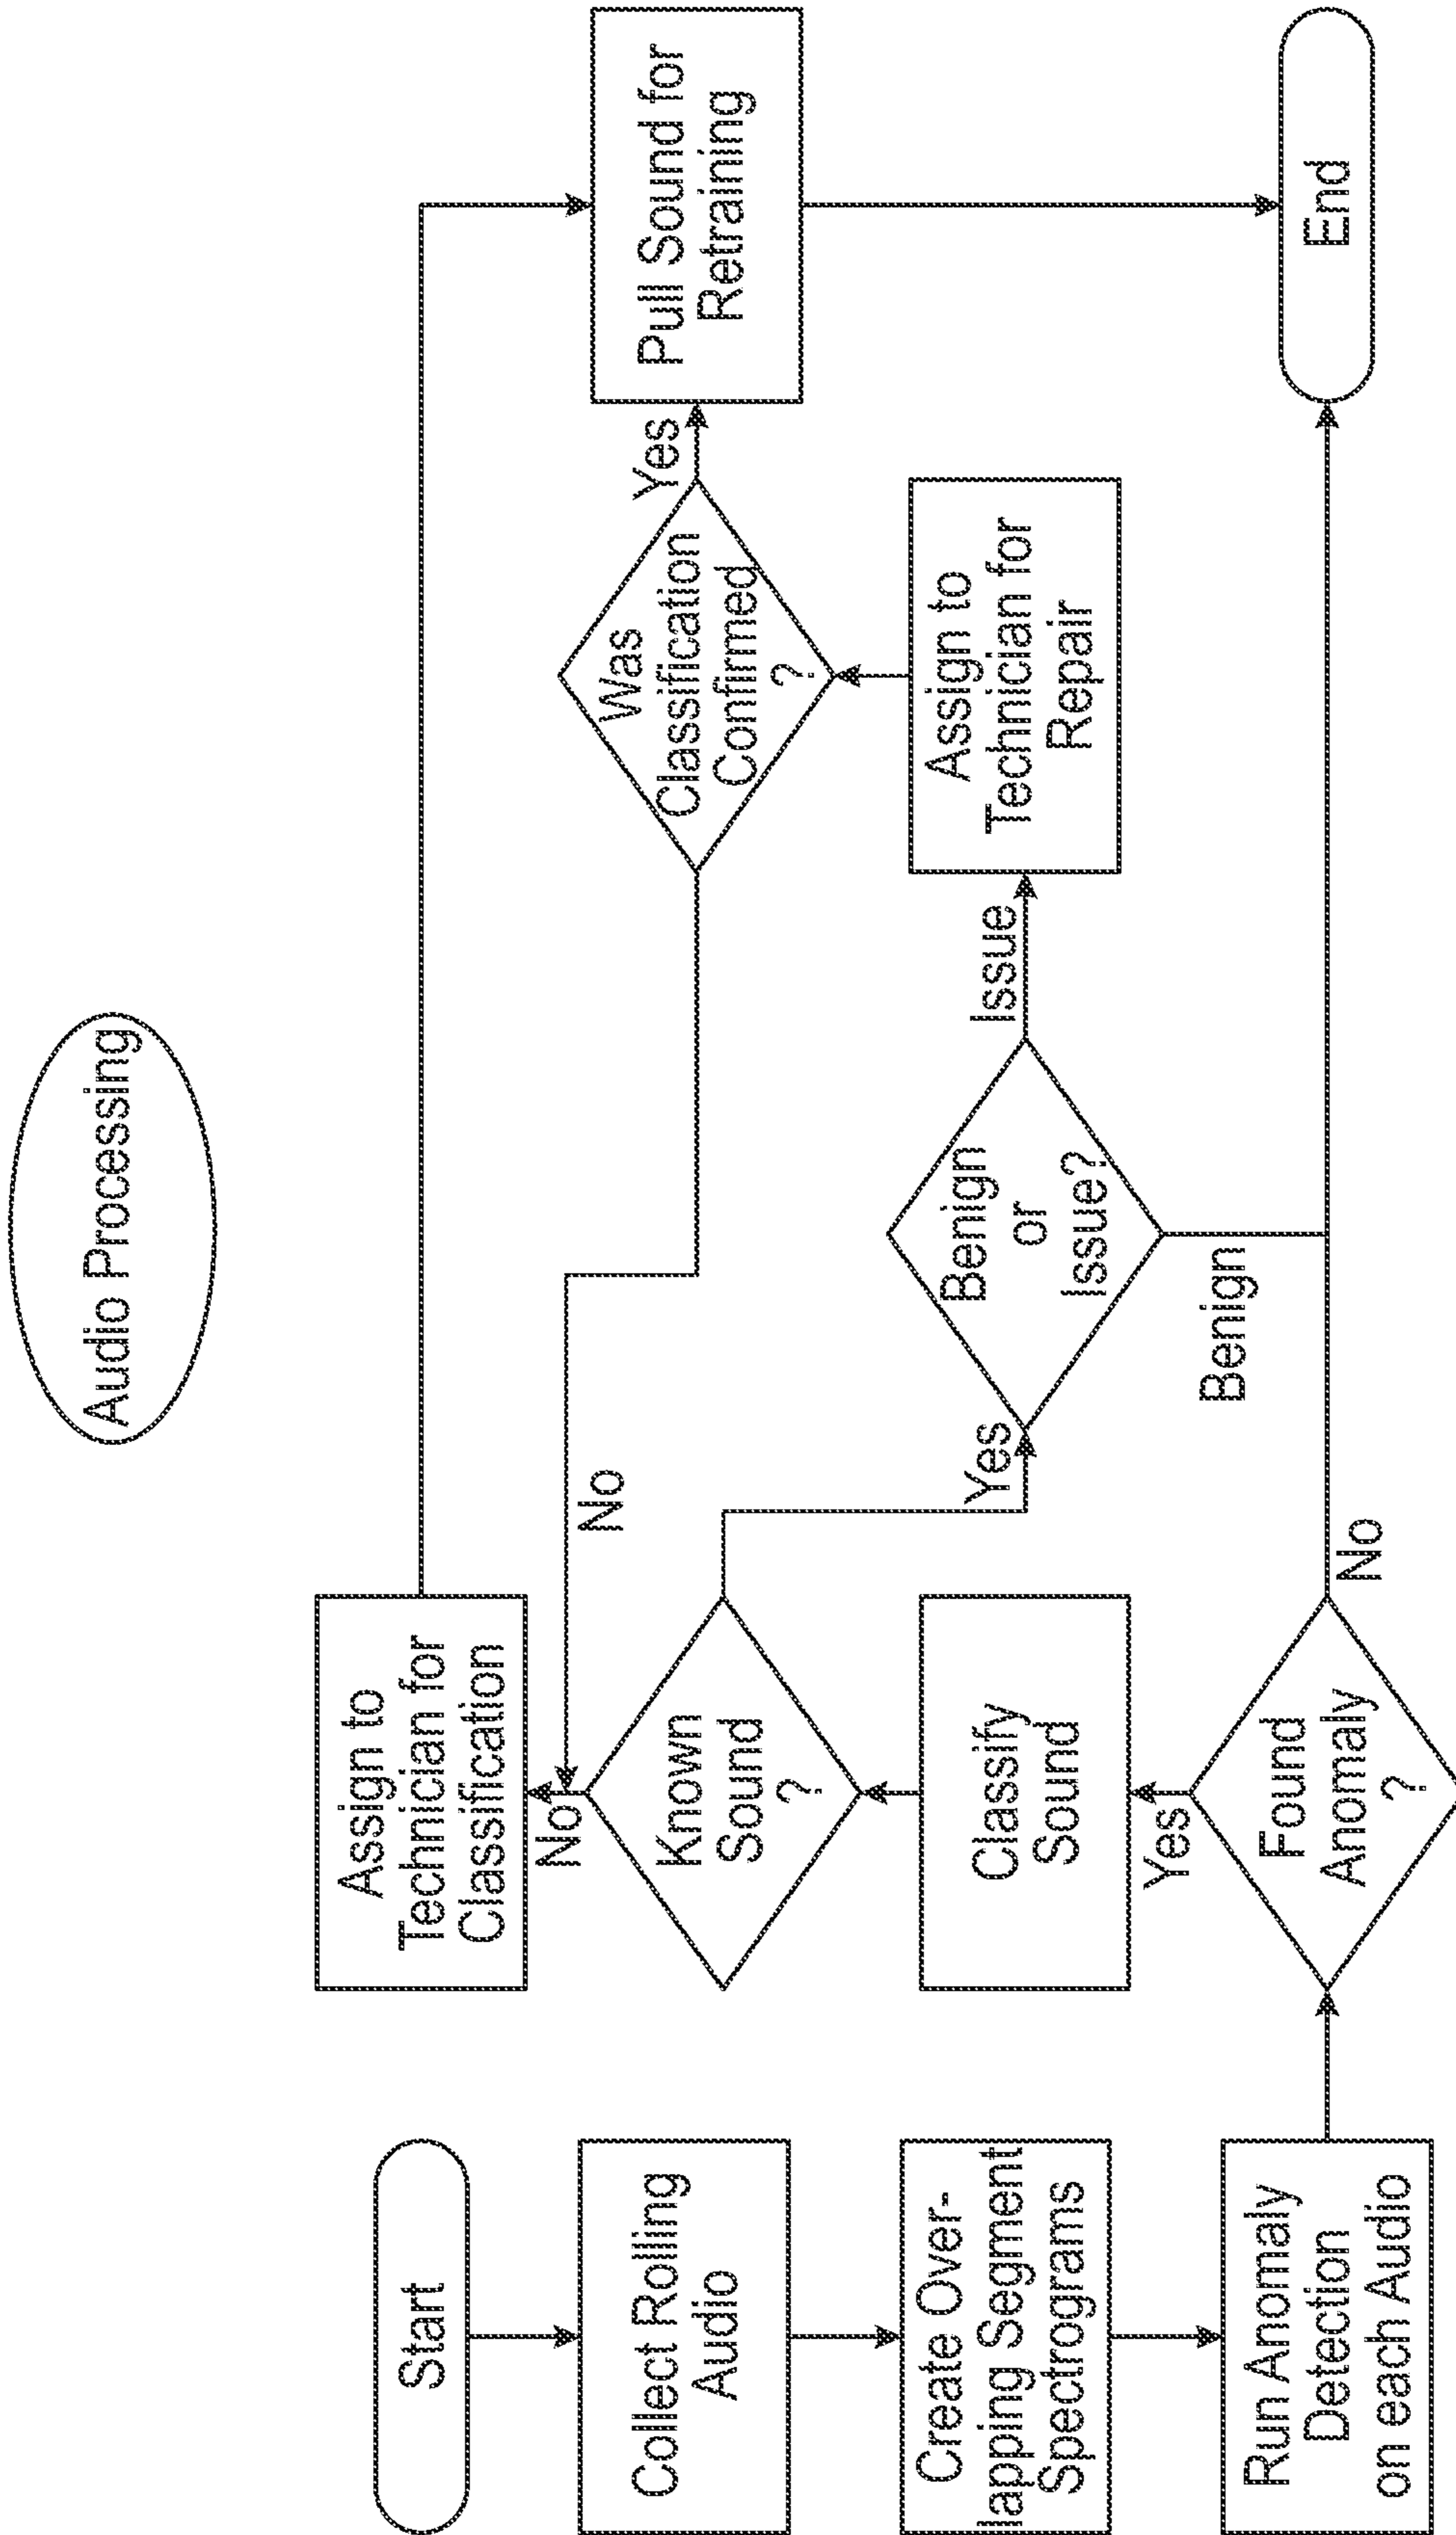 Audio Processing
Start
Collect Rolling
Audio
Create Over-
lapping Segment
Spectrograms
Run Anomaly
Detection
on each Audio
Found
Anomaly
?
Yes
No
Classify
Sound
Known
Sound
?
No
Yes
Assign to
Technician for
Classification
Benign
or
Issue?
Benign
Issue
Assign to
Technician for
Repair
Was
Classification
Confirmed
?
No
Yes
Pull Sound for
Retraining
End